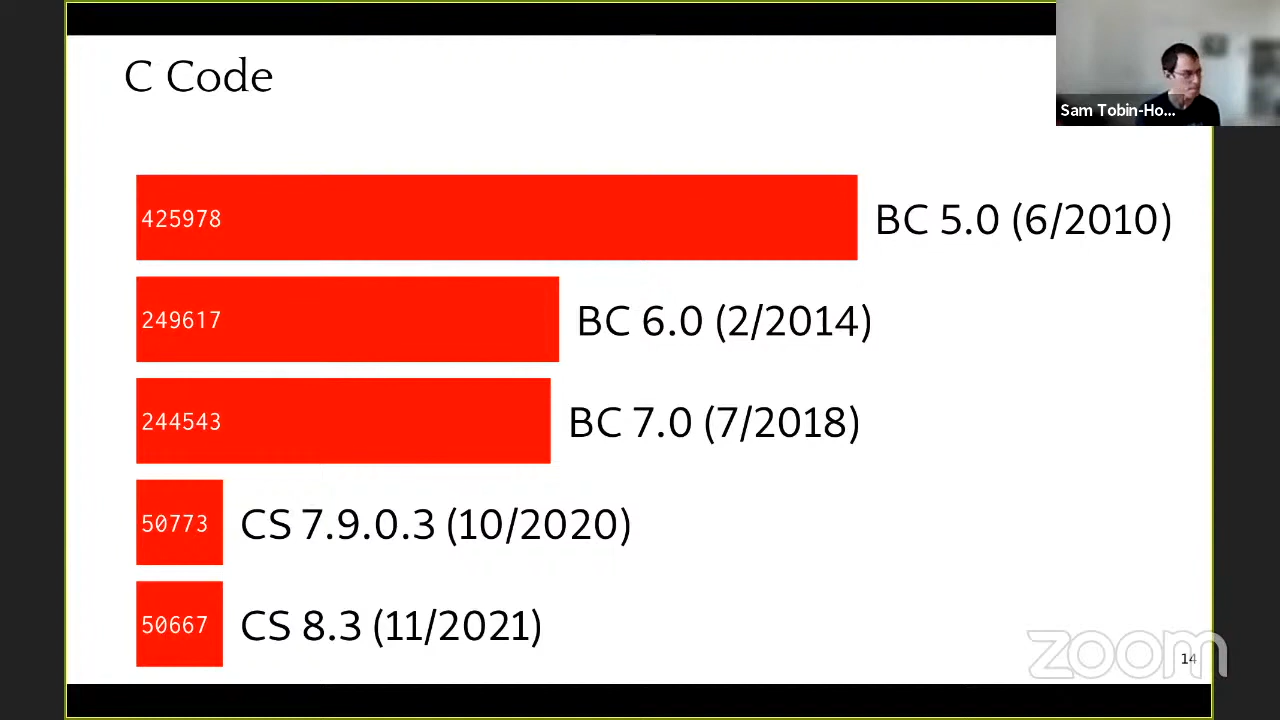 C Code
Sam Tobin-Ho...
425978 BC 5.0 (6/2010)
249617 BC 6.0 (2/2014)
244543 BC 7.0 (7/2018)
50773 CS 7.9.0.3 (10/2020)
50667 CS 8.3 (11/2021)
zoom
14